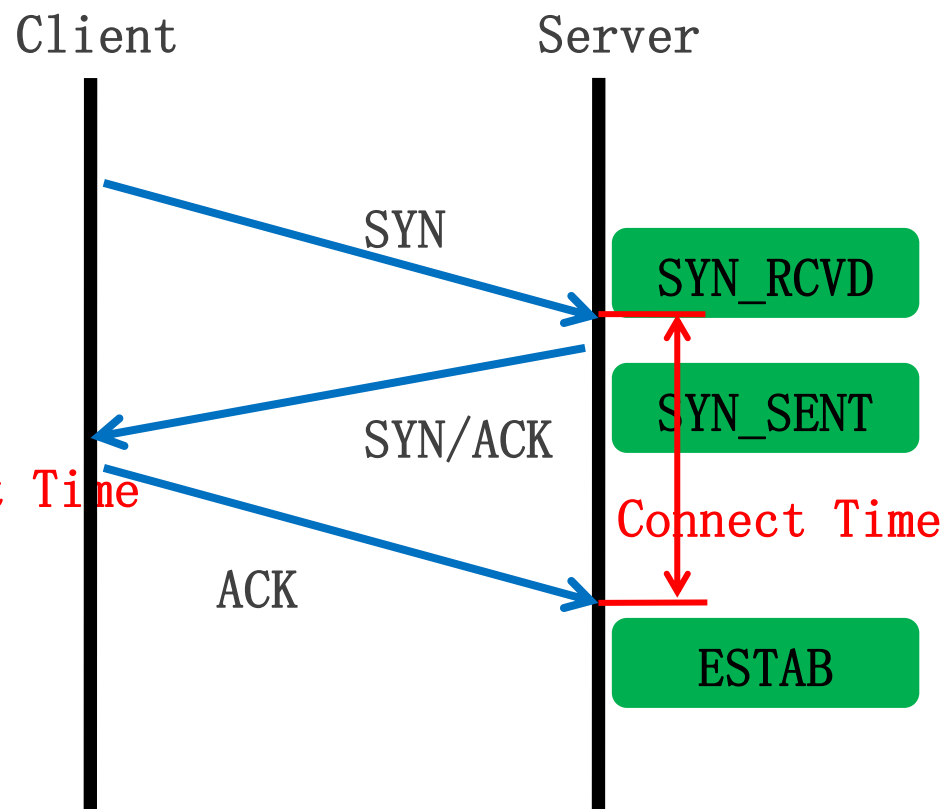 Client
Server
SYN
SYN_RCVD
SYN/ACK
SYN_SENT
Time
Connect Time
ACK
ESTAB